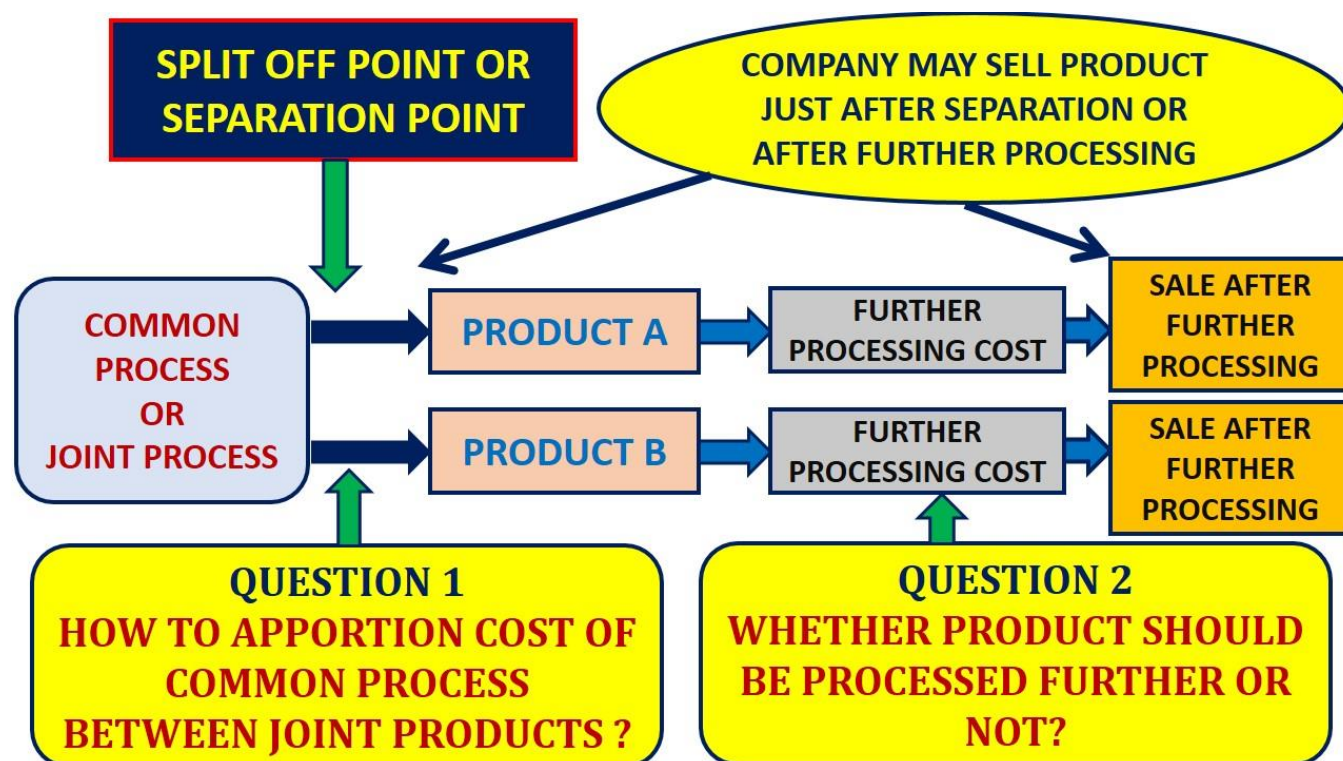 SPLIT OFF POINT OR
SEPARATION POINT
COMPANY MAY SELL PRODUCT
JUST AFTER SEPARATION OR
AFTER FURTHER PROCESSING
COMMON
PROCESS
OR
JOINT PROCESS
PRODUCT A
FURTHER
PROCESSING COST
SALE AFTER
FURTHER
PROCESSING
PRODUCT B
FURTHER
PROCESSING COST
SALE AFTER
FURTHER
PROCESSING
QUESTION 1
HOW TO APPORTION COST OF
COMMON PROCESS
BETWEEN JOINT PRODUCTS ?
QUESTION 2
WHETHER PRODUCT SHOULD
BE PROCESSED FURTHER OR
NOT?